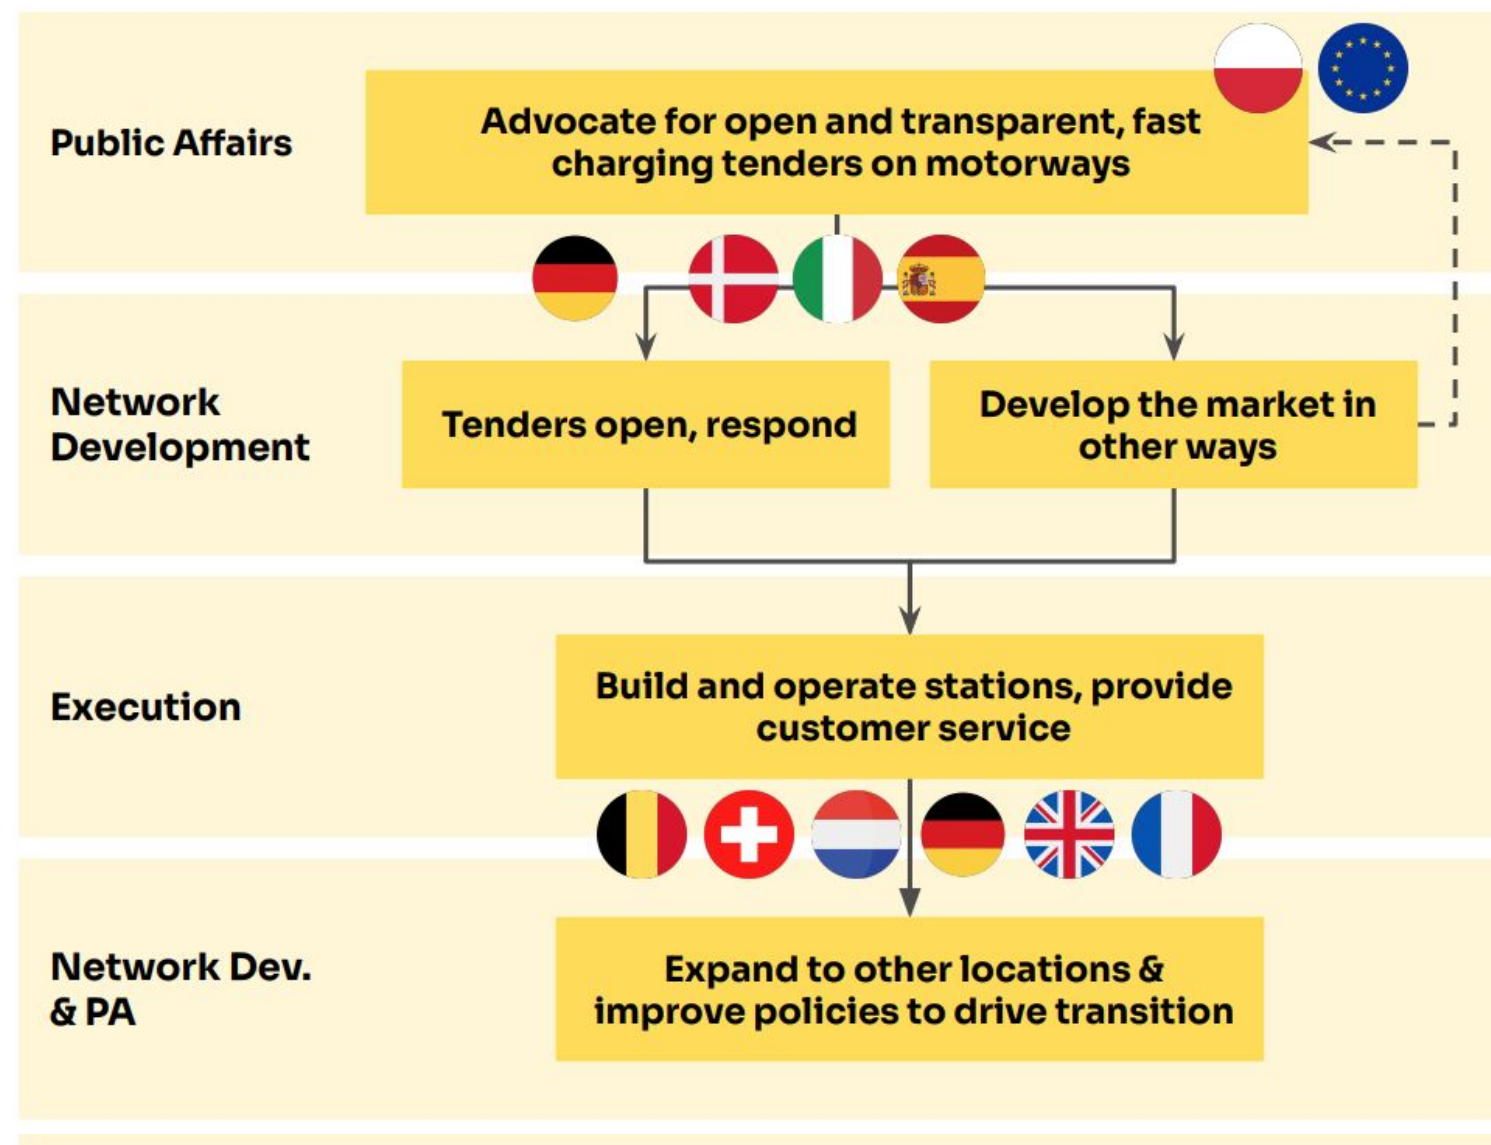 Public Affairs
Advocate for open and transparent, fast
charging tenders on motorways
Network
Development
Tenders open, respond
Develop the market in
other ways
Execution
Build and operate stations, provide
customer service
Network Dev.
& PA
Expand to other locations &
improve policies to drive transition